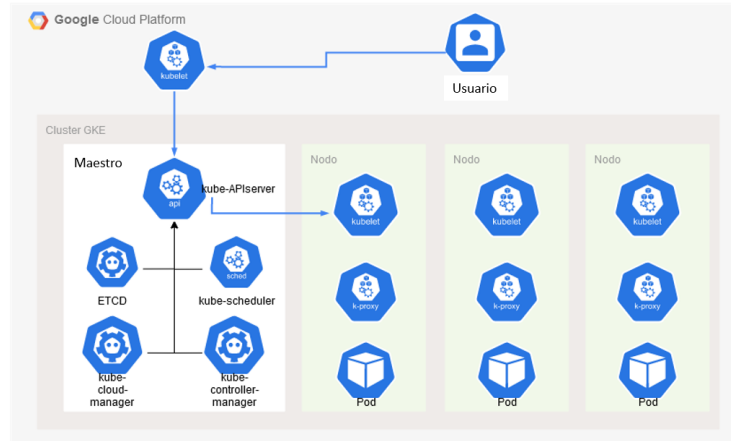 Google Cloud Platform
kubelet
Usuario
Cluster GKE
Maestro
api
kube-APIserver
ETCD
sched
kube-scheduler
kube-
cloud-
manager
kube-
controller-
manager
Nodo
kubelet
k-proxy
Pod
Nodo
kubelet
k-proxy
Pod
Nodo
kubelet
k-proxy
Pod